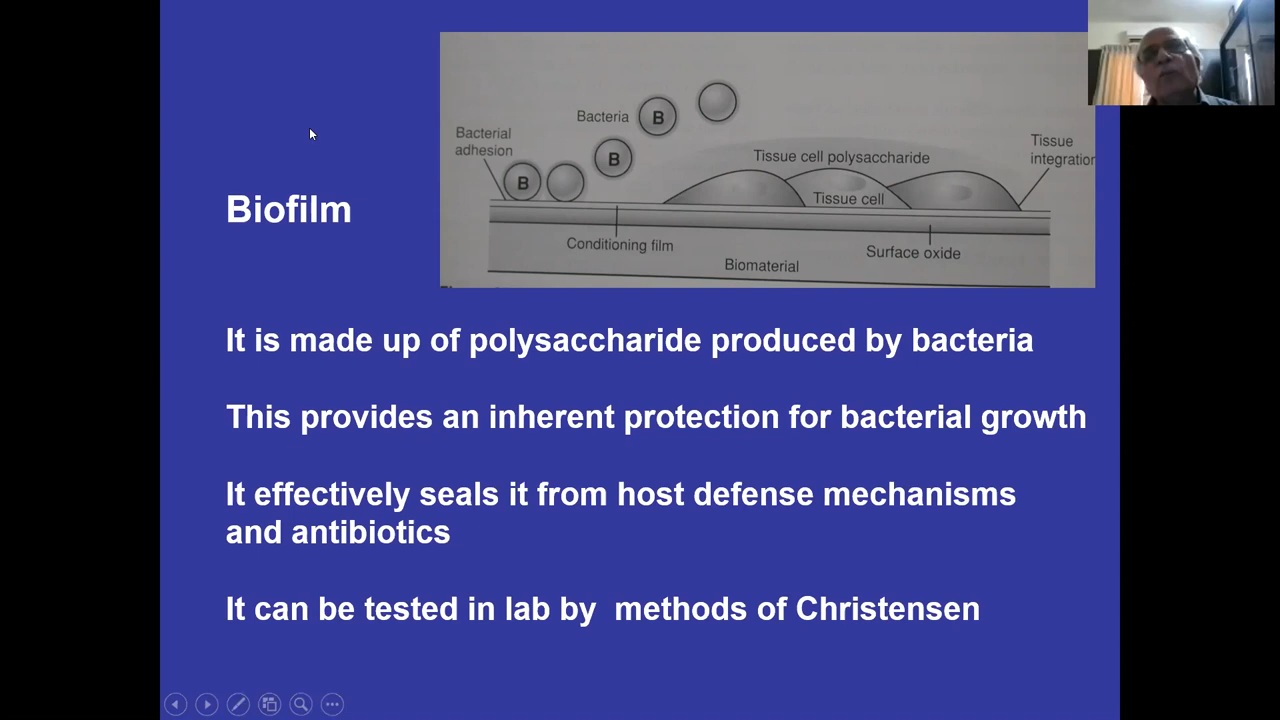 Bacteria
B
Bacterial
adhesion
B
B
Tissue
integration
Tissue cell polysaccharide
Tissue cell
Conditioning film
Surface oxide
Biomaterial
Biofilm
It is made up of polysaccharide produced by bacteria
This provides an inherent protection for bacterial growth
It effectively seals it from host defense mechanisms
and antibiotics
It can be tested in lab by  methods of Christensen